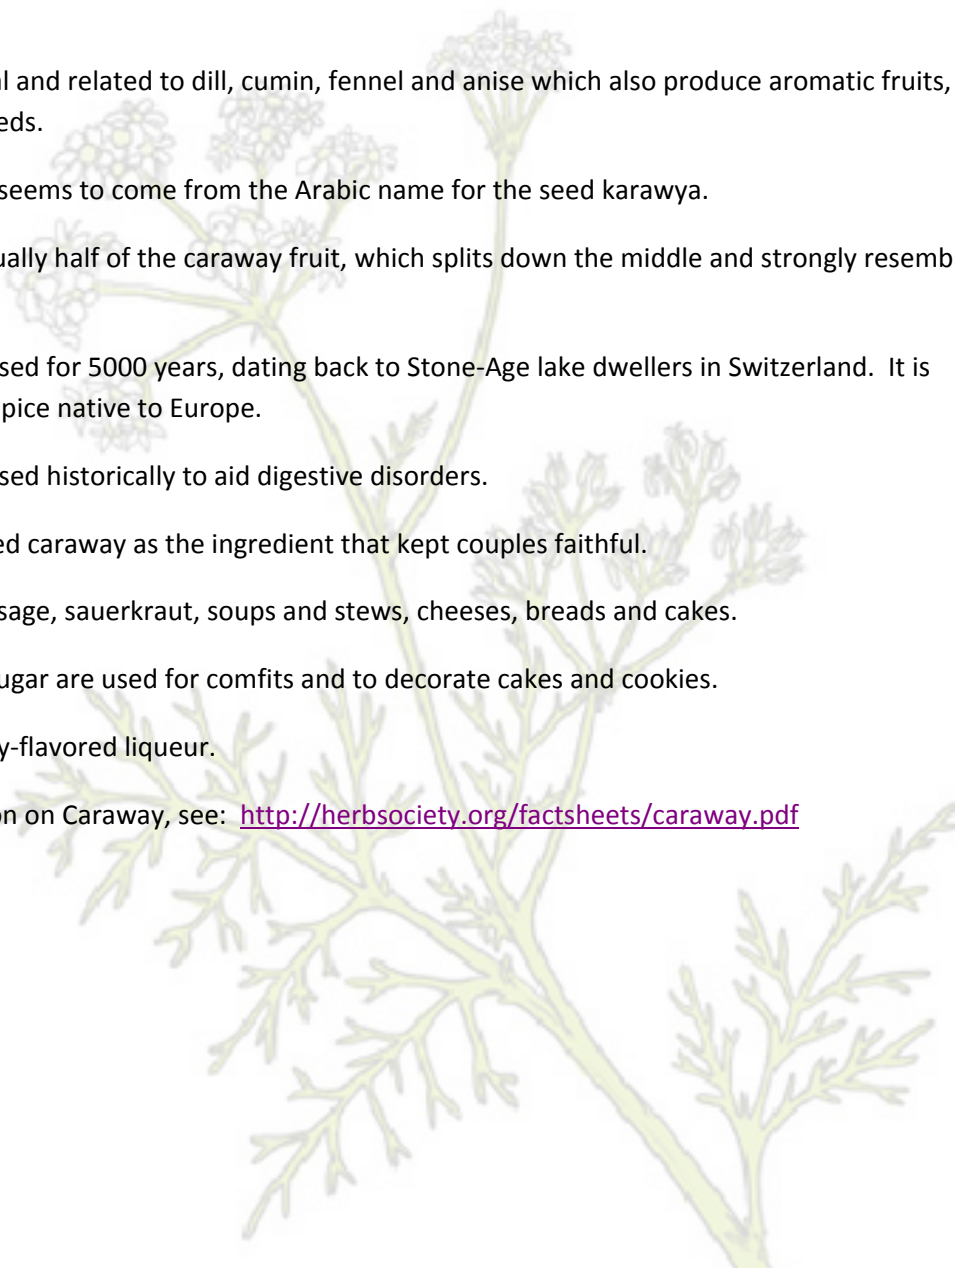 l and related to dill, cumin, fennel and anise which also produce aromatic fruits,
eds.
seems to come from the Arabic name for the seed karawya.
ually half of the caraway fruit, which splits down the middle and strongly resemb
sed for 5000 years, dating back to Stone-Age lake dwellers in Switzerland.  It is
pice native to Europe.
sed historically to aid digestive disorders.
ed caraway as the ingredient that kept couples faithful.
sage, sauerkraut, soups and stews, cheeses, breads and cakes.
ugar are used for comfits and to decorate cakes and cookies.
y-flavored liqueur.
on on Caraway, see:  http://herbsociety.org/factsheets/caraway.pdf